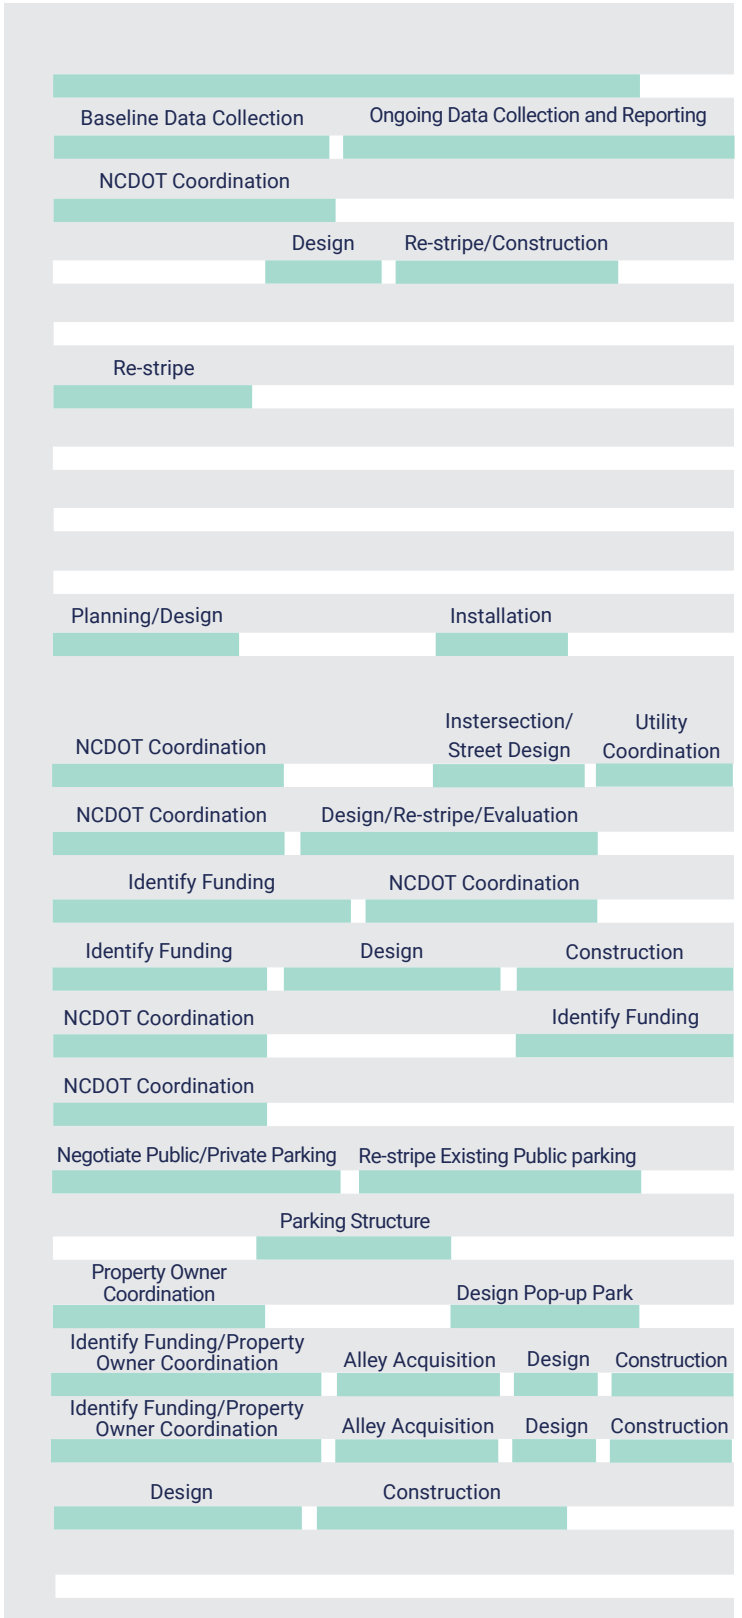 Baseline Data Collection
Ongoing Data Collection and Reporting
NCDOT Coordination
Design
Re-stripe/Construction
Re-stripe
Planning/Design
Installation
NCDOT Coordination
Instersection/
Street Design
Utility
Coordination
NCDOT Coordination
Design/Re-stripe/Evaluation
Identify Funding
NCDOT Coordination
Identify Funding
Design
Construction
NCDOT Coordination
Identify Funding
NCDOT Coordination
Negotiate Public/Private Parking
Re-stripe Existing Public parking
Parking Structure
Property Owner
Coordination
Design Pop-up Park
Identify Funding/Property
Owner Coordination
Alley Acquisition
Design
Construction
Identify Funding/Property
Owner Coordination
Alley Acquisition
Design
Construction
Design
Construction